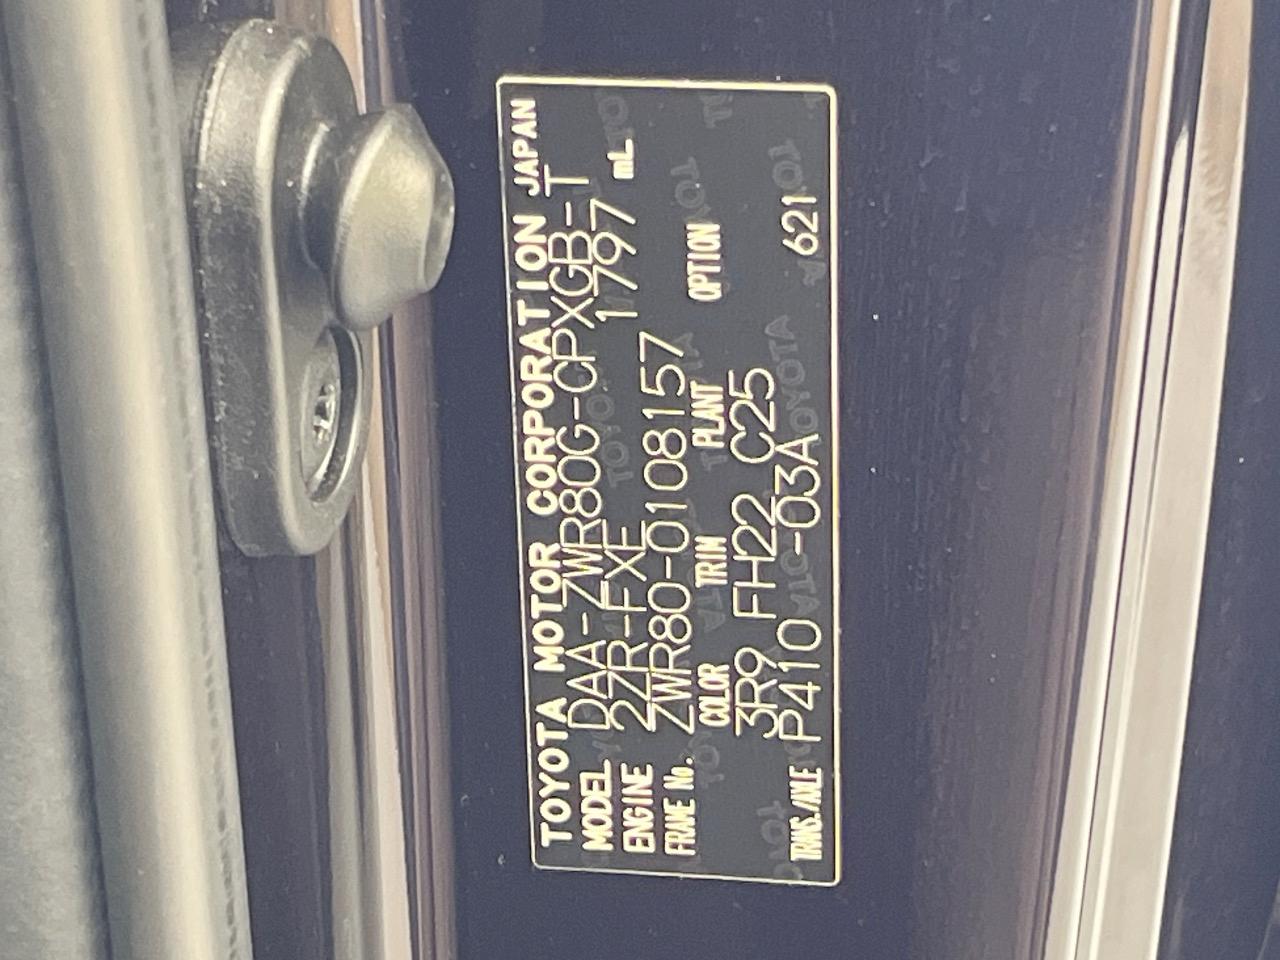 TOYOTA MOTOR CORPORATION JAPAN
MODEL DAA-ZWR80G-CPXGB-T
ENGINE 2ZR-FXE 1797 mL
FRAME No. ZWR80-0108157
COLOR TRIM PLANT OPTION
3R9 FH22 C25
TRANS./AXLE P410 -03A 621